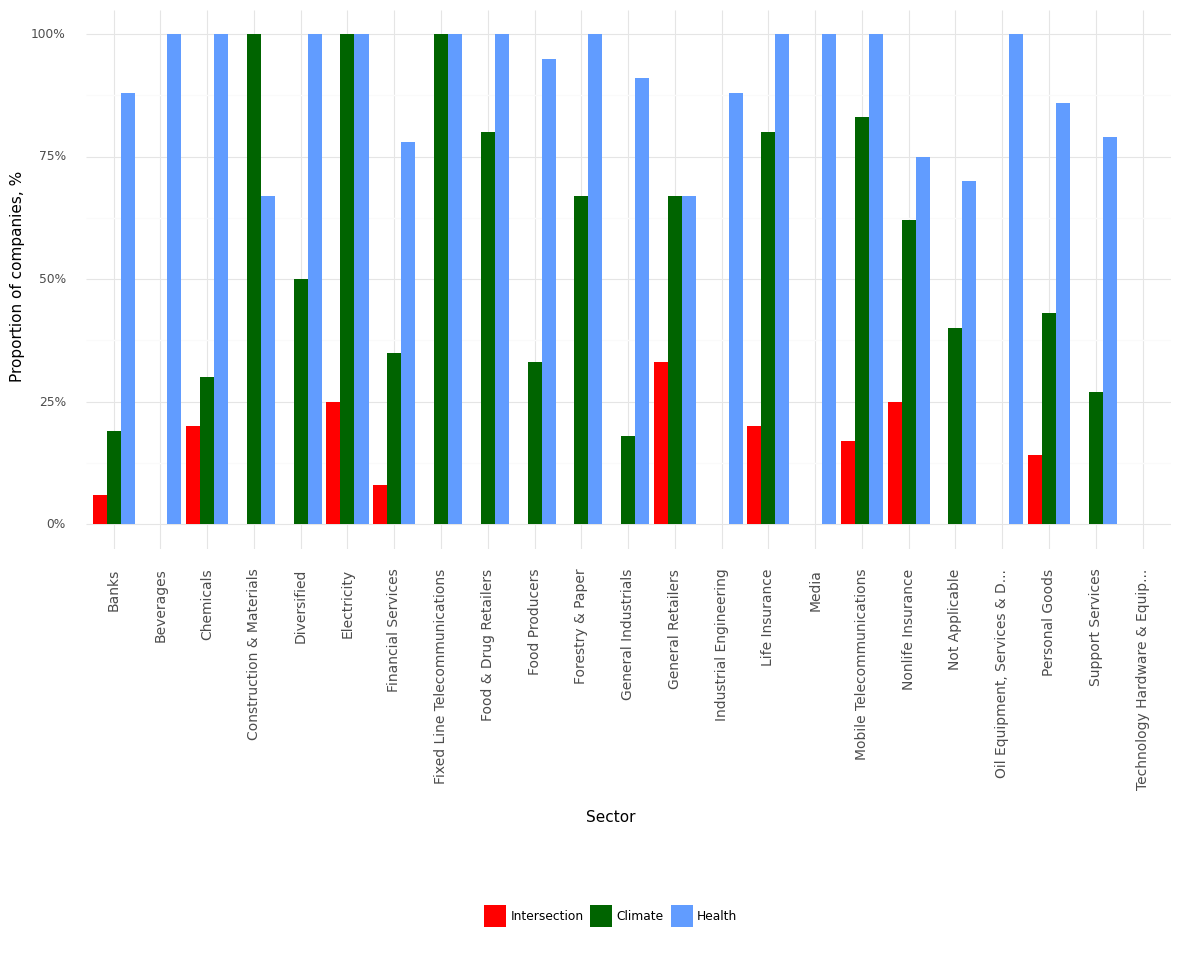 Proportion of companies, %
100%
75%
50%
25%
0%
Banks
Beverages
Chemicals
Construction & Materials
Diversified
Electricity
Financial Services
Fixed Line Telecommunications
Food & Drug Retailers
Food Producers
Forestry & Paper
General Industrials
General Retailers
Industrial Engineering
Life Insurance
Media
Mobile Telecommunications
Nonlife Insurance
Not Applicable
Oil Equipment, Services & D...
Personal Goods
Support Services
Technology Hardware & Equip...
Sector
Intersection
Climate
Health